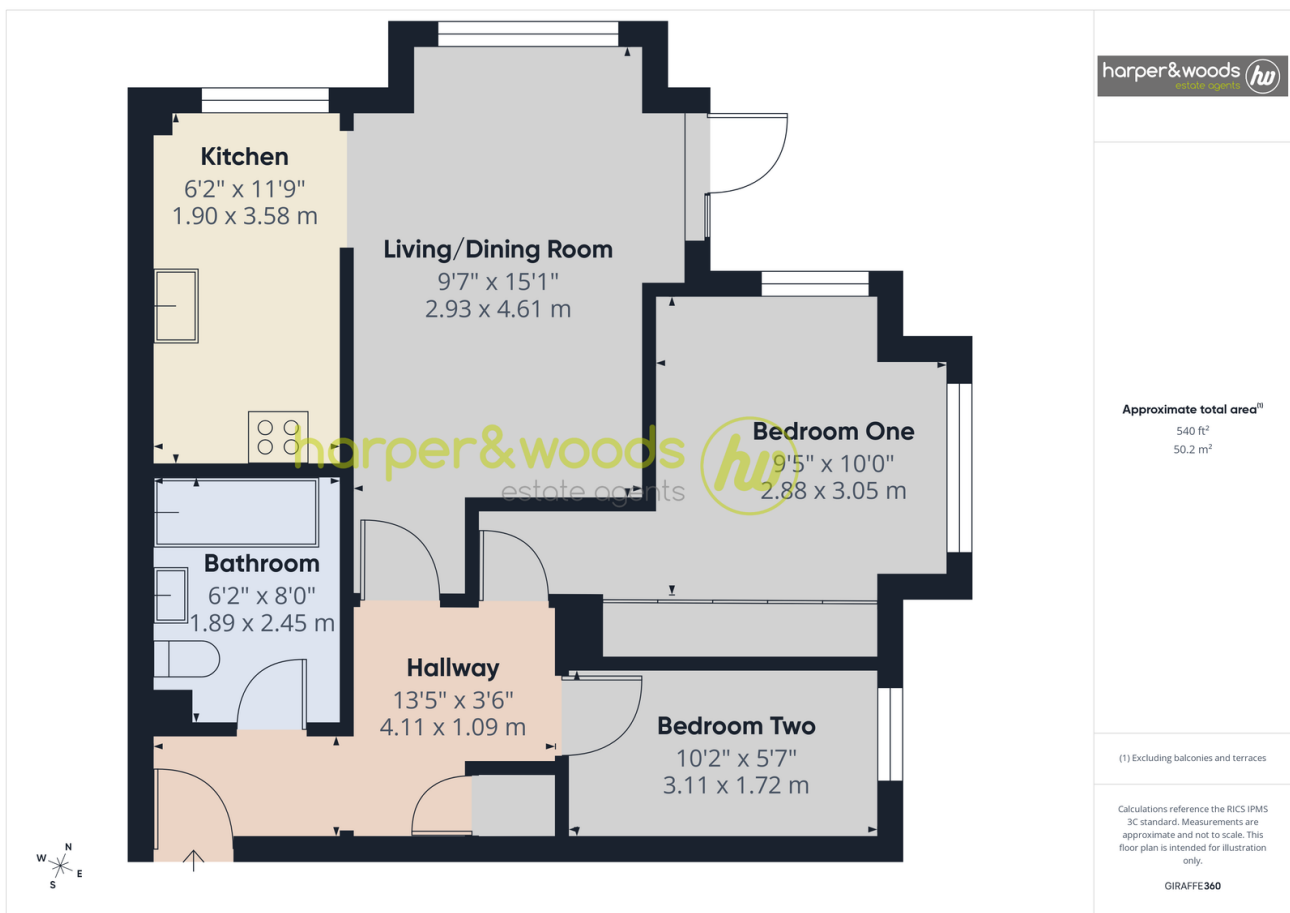 Kitchen
6'2" x 11'9"
1.90 x 3.58 m
Living/Dining Room
9'7" x 15'1"
2.93 x 4.61 m
Bedroom One
9'5" x 10'0"
2.88 x 3.05 m
harper&woods
estate agents
hw
Bathroom
6'2" x 8'0"
1.89 x 2.45 m
Hallway
13'5" x 3'6"
4.11 x 1.09 m
Bedroom Two
10'2" x 5'7"
3.11 x 1.72 m
N
W
E
S
harper&woods
estate agents
hw
Approximate total area(1)
540 ft²
50.2 m²
(1) Excluding balconies and terraces
Calculations reference the RICS IPMS
3C standard. Measurements are
approximate and not to scale. This
floor plan is intended for illustration
only.
GIRAFFE360